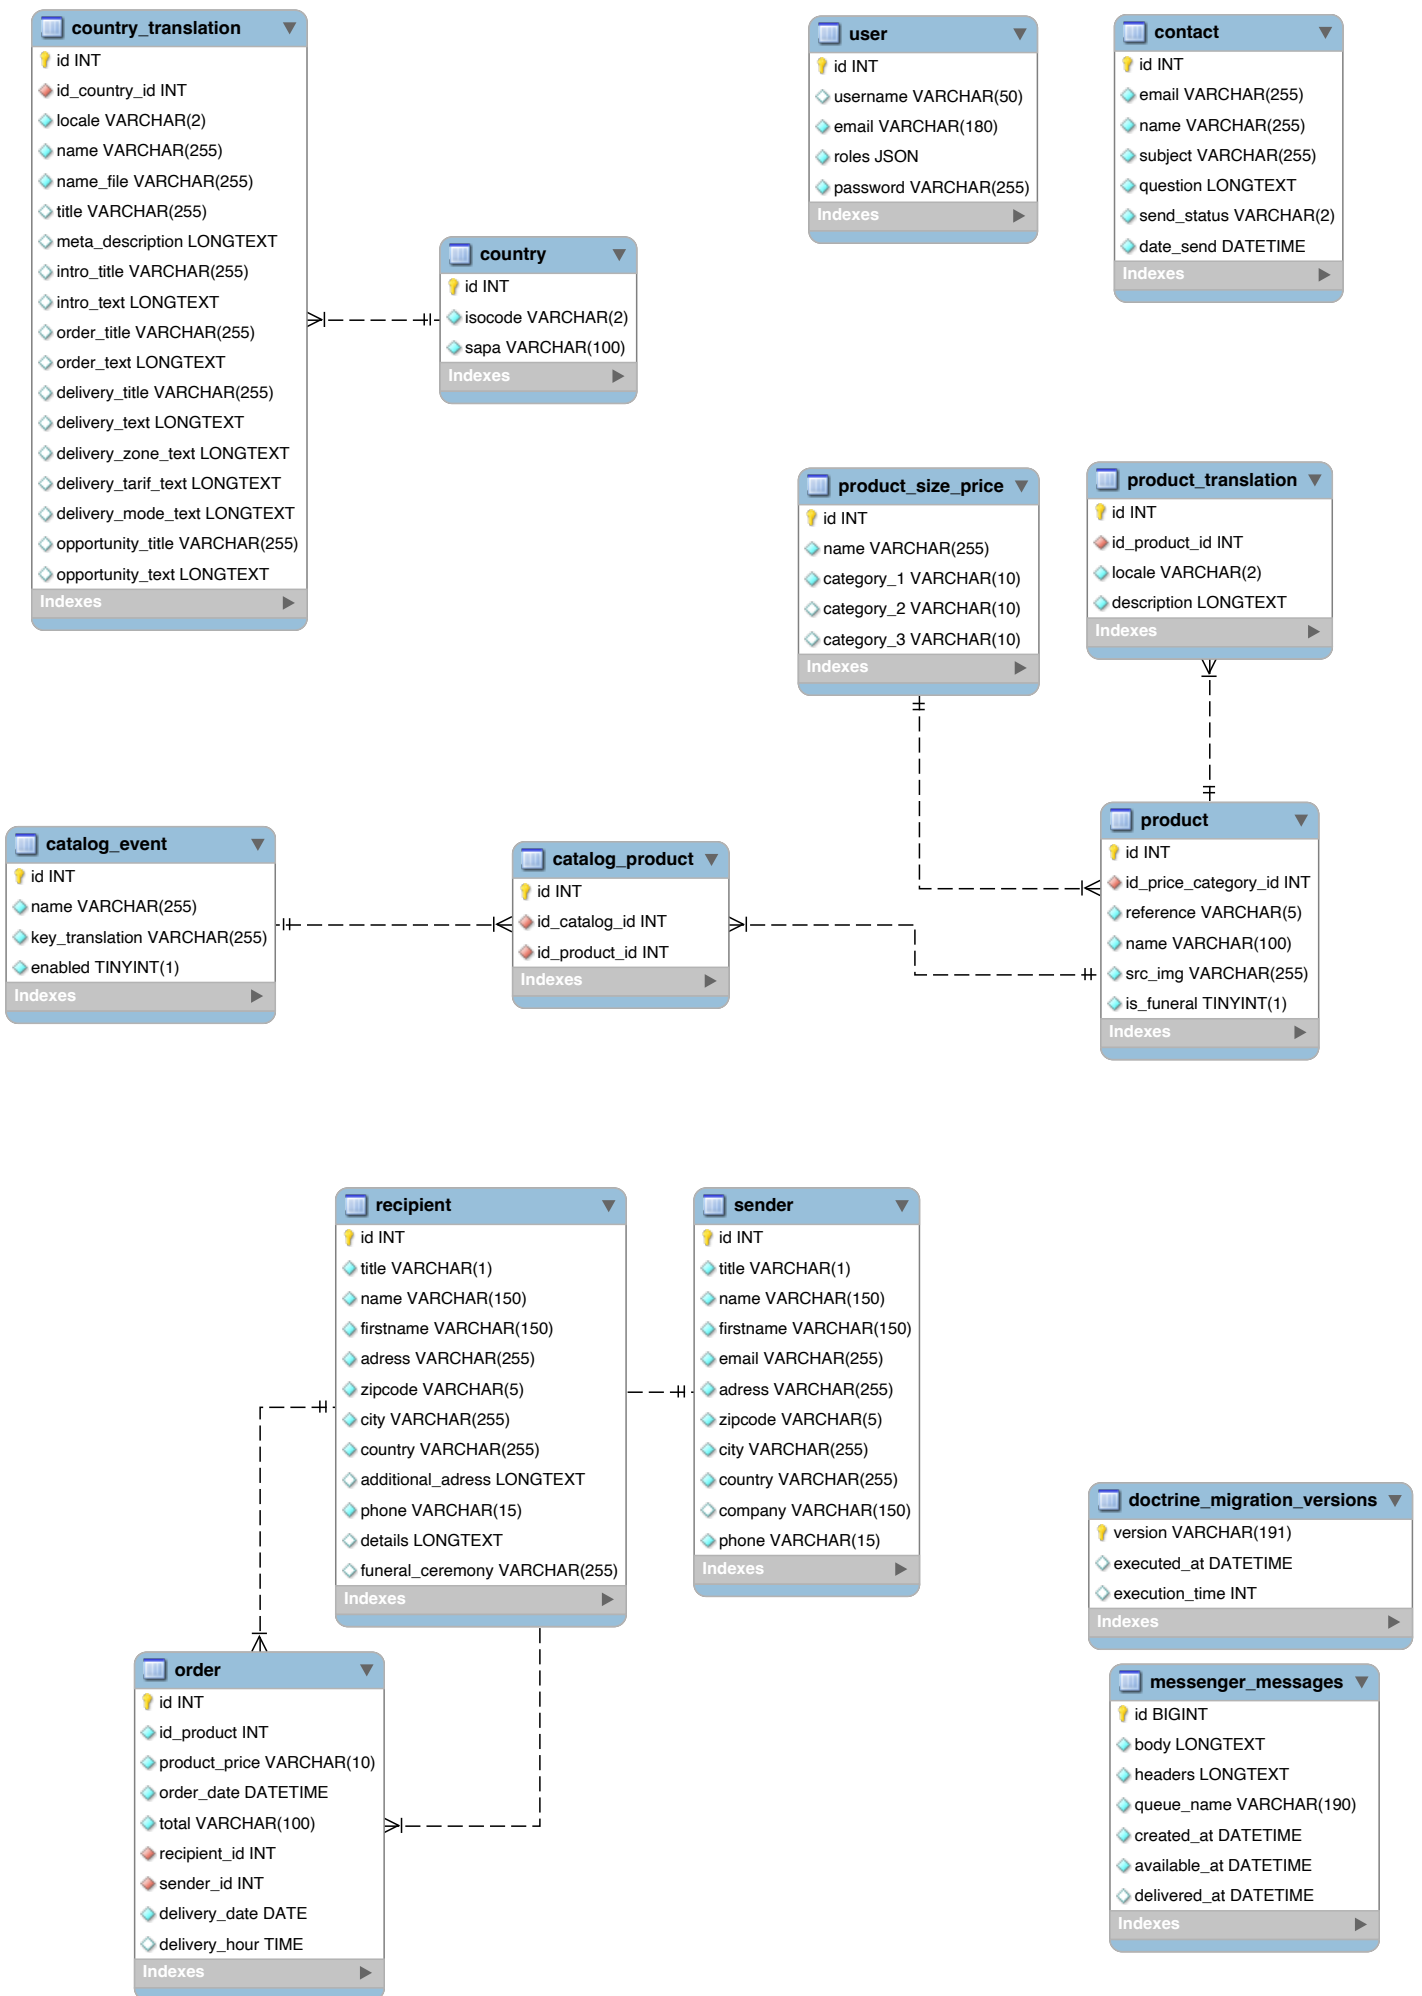 country_translation
id INT
id_country_id INT
locale VARCHAR(2)
name VARCHAR(255)
name_file VARCHAR(255)
title VARCHAR(255)
meta_description LONGTEXT
intro_title VARCHAR(255)
intro_text LONGTEXT
order_title VARCHAR(255)
order_text LONGTEXT
delivery_title VARCHAR(255)
delivery_text LONGTEXT
delivery_zone_text LONGTEXT
delivery_tarif_text LONGTEXT
delivery_mode_text LONGTEXT
opportunity_title VARCHAR(255)
opportunity_text LONGTEXT
Indexes
country
id INT
isocode VARCHAR(2)
sapa VARCHAR(100)
Indexes
user
id INT
username VARCHAR(50)
email VARCHAR(180)
roles JSON
password VARCHAR(255)
Indexes
contact
id INT
email VARCHAR(255)
name VARCHAR(255)
subject VARCHAR(255)
question LONGTEXT
send_status VARCHAR(2)
date_send DATETIME
Indexes
product_size_price
id INT
name VARCHAR(255)
category_1 VARCHAR(10)
category_2 VARCHAR(10)
category_3 VARCHAR(10)
Indexes
product_translation
id INT
id_product_id INT
locale VARCHAR(2)
description LONGTEXT
Indexes
catalog_event
id INT
name VARCHAR(255)
key_translation VARCHAR(255)
enabled TINYINT(1)
Indexes
catalog_product
id INT
id_catalog_id INT
id_product_id INT
Indexes
product
id INT
id_price_category_id INT
reference VARCHAR(5)
name VARCHAR(100)
src_img VARCHAR(255)
is_funeral TINYINT(1)
Indexes
recipient
id INT
title VARCHAR(1)
name VARCHAR(150)
firstname VARCHAR(150)
adress VARCHAR(255)
zipcode VARCHAR(5)
city VARCHAR(255)
country VARCHAR(255)
additional_adress LONGTEXT
phone VARCHAR(15)
details LONGTEXT
funeral_ceremony VARCHAR(255)
Indexes
sender
id INT
title VARCHAR(1)
name VARCHAR(150)
firstname VARCHAR(150)
email VARCHAR(255)
adress VARCHAR(255)
zipcode VARCHAR(5)
city VARCHAR(255)
country VARCHAR(255)
company VARCHAR(150)
phone VARCHAR(15)
Indexes
doctrine_migration_versions
version VARCHAR(191)
executed_at DATETIME
execution_time INT
Indexes
order
id INT
id_product INT
product_price VARCHAR(10)
order_date DATETIME
total VARCHAR(100)
recipient_id INT
sender_id INT
delivery_date DATE
delivery_hour TIME
Indexes
messenger_messages
id BIGINT
body LONGTEXT
headers LONGTEXT
queue_name VARCHAR(190)
created_at DATETIME
available_at DATETIME
delivered_at DATETIME
Indexes